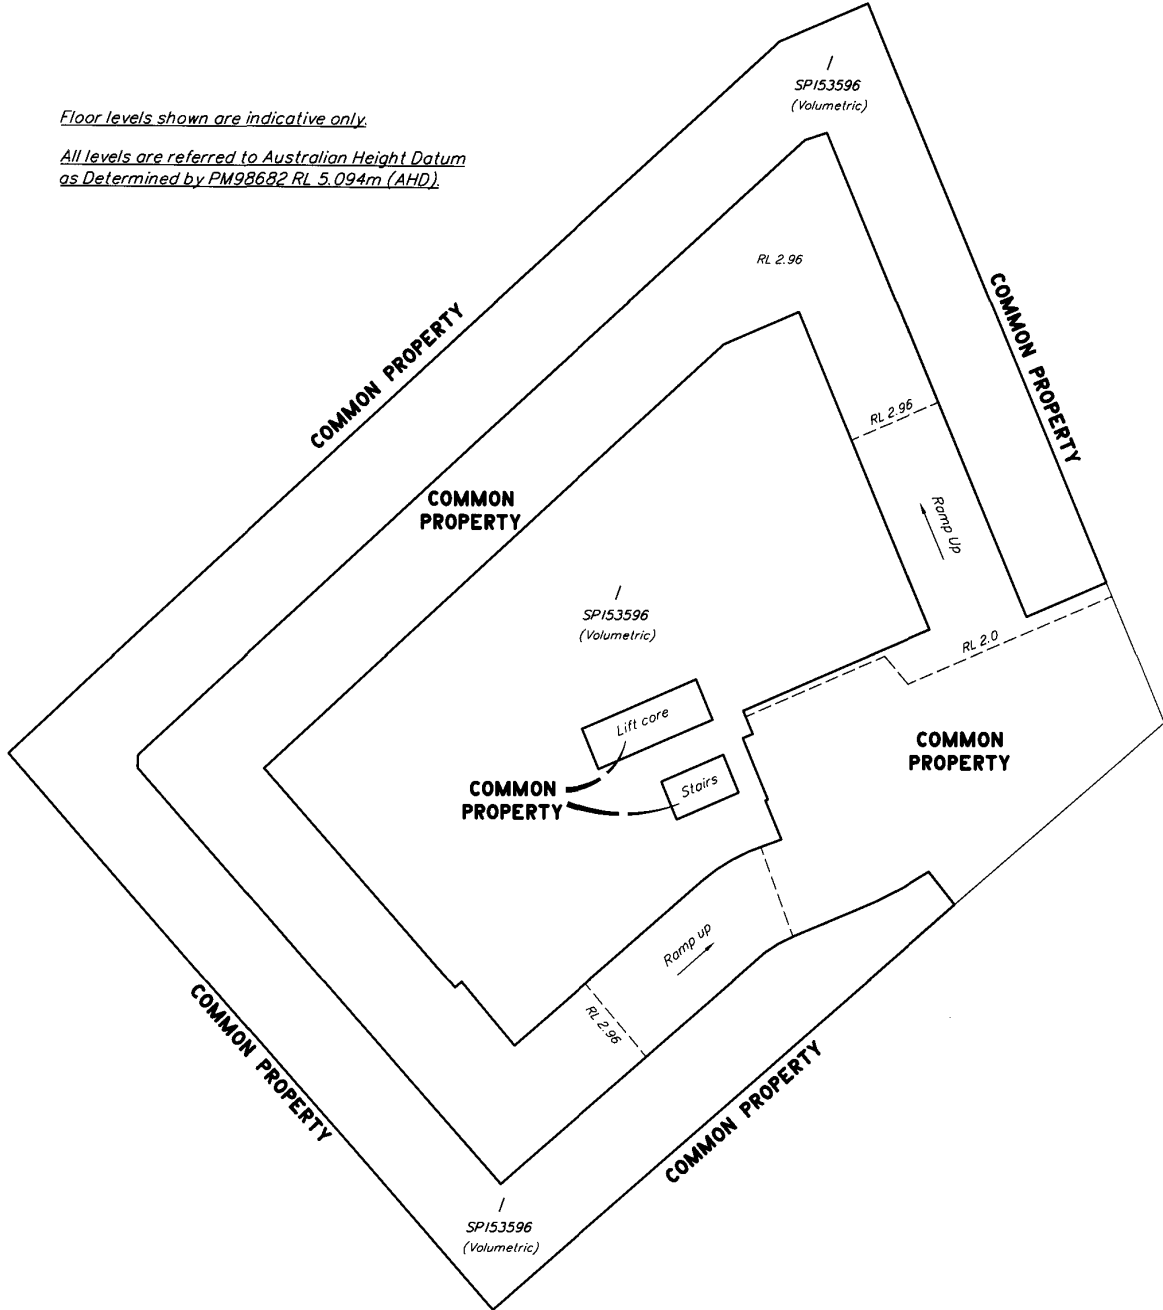 I
SP153596
(Volumetric)
Floor levels shown are indicative only.
All levels are referred to Australian Height Datum
as Determined by PM98682 RL 5.094m (AHD).
RL 2.96
COMMON PROPERTY
COMMON PROPERTY
RL 2.96
COMMON
PROPERTY
Ramp Up
I
SP153596
(Volumetric)
RL 2.0
Lift core
COMMON
PROPERTY
Stairs
COMMON
PROPERTY
Ramp up
RL 2.96
COMMON PROPERTY
COMMON PROPERTY
I
SP153596
(Volumetric)